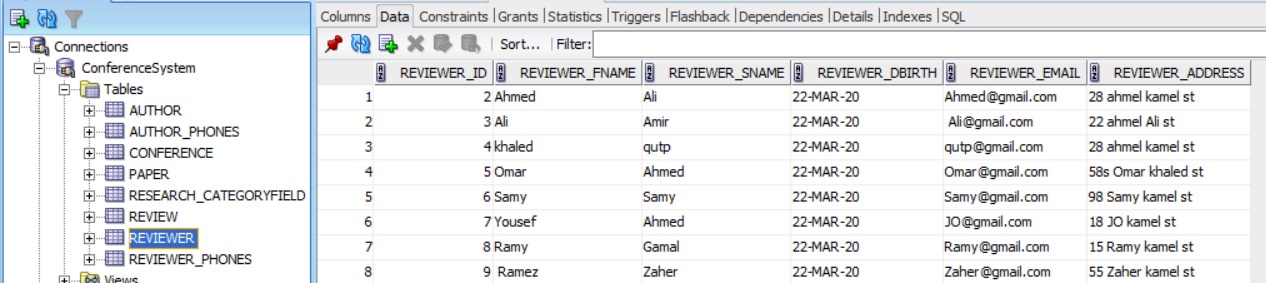 Columns Data Constraints Grants Statistics Triggers Flashback Dependencies Details Indexes SQL
Sort... Filter:
Connections
ConferenceSystem
Tables
AUTHOR
AUTHOR_PHONES
CONFERENCE
PAPER
RESEARCH_CATEGORYFIELD
REVIEW
REVIEWER
REVIEWER_PHONES
Views
REVIEWER_ID REVIEWER_FNAME REVIEWER_SNAME REVIEWER_DBIRTH REVIEWER_EMAIL REVIEWER_ADDRESS
1 2 Ahmed Ali 22-MAR-20 Ahmed@gmail.com 28 ahmel kamel st
2 3 Ali Amir 22-MAR-20 Ali@gmail.com 22 ahmel Ali st
3 4 khaled qutp 22-MAR-20 qutp@gmail.com 28 ahmel kamel st
4 5 Omar Ahmed 22-MAR-20 Omar@gmail.com 58s Omar khaled st
5 6 Samy Samy 22-MAR-20 Samy@gmail.com 98 Samy kamel st
6 7 Yousef Ahmed 22-MAR-20 JO@gmail.com 18 JO kamel st
7 8 Ramy Gamal 22-MAR-20 Ramy@gmail.com 15 Ramy kamel st
8 9 Ramez Zaher 22-MAR-20 Zaher@gmail.com 55 Zaher kamel st